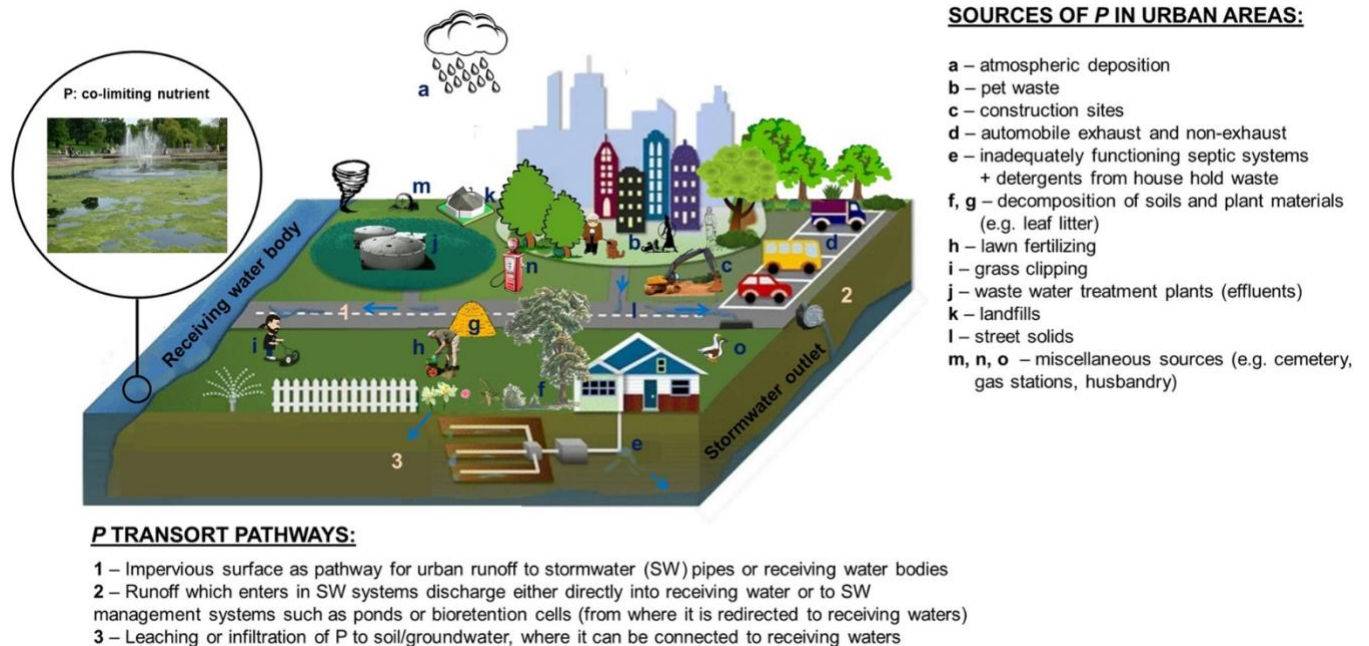 SOURCES OF P IN URBAN AREAS:
a – atmospheric deposition
b – pet waste
c – construction sites
d – automobile exhaust and non-exhaust
e – inadequately functioning septic systems
+ detergents from house hold waste
f, g – decomposition of soils and plant materials
(e.g. leaf litter)
h – lawn fertilizing
i – grass clipping
j – waste water treatment plants (effluents)
k – landfills
l – street solids
m, n, o – miscellaneous sources (e.g. cemetery,
gas stations, husbandry)
P: co-limiting nutrient
a
m
k
j
n
b
c
d
Receiving water body
1
l
2
i
h
g
o
f
Stormwater outlet
3
e
P TRANSORT PATHWAYS:
1 – Impervious surface as pathway for urban runoff to stormwater (SW) pipes or receiving water bodies
2 – Runoff which enters in SW systems discharge either directly into receiving water or to SW
management systems such as ponds or bioretention cells (from where it is redirected to receiving waters)
3 – Leaching or infiltration of P to soil/groundwater, where it can be connected to receiving waters